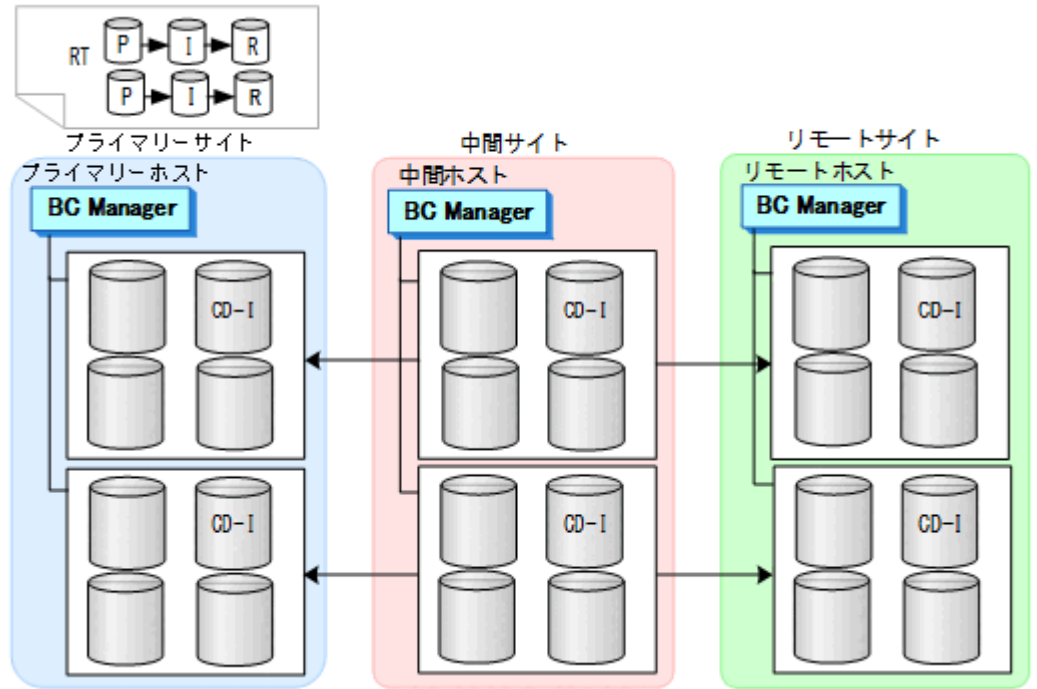 RT P I R
P I R
プライマリーサイト
中間サイト
リモートサイト
プライマリーホスト
中間ホスト
リモートホスト
BC Manager
BC Manager
BC Manager
CD-I
CD-I
CD-I
CD-I
CD-I
CD-I